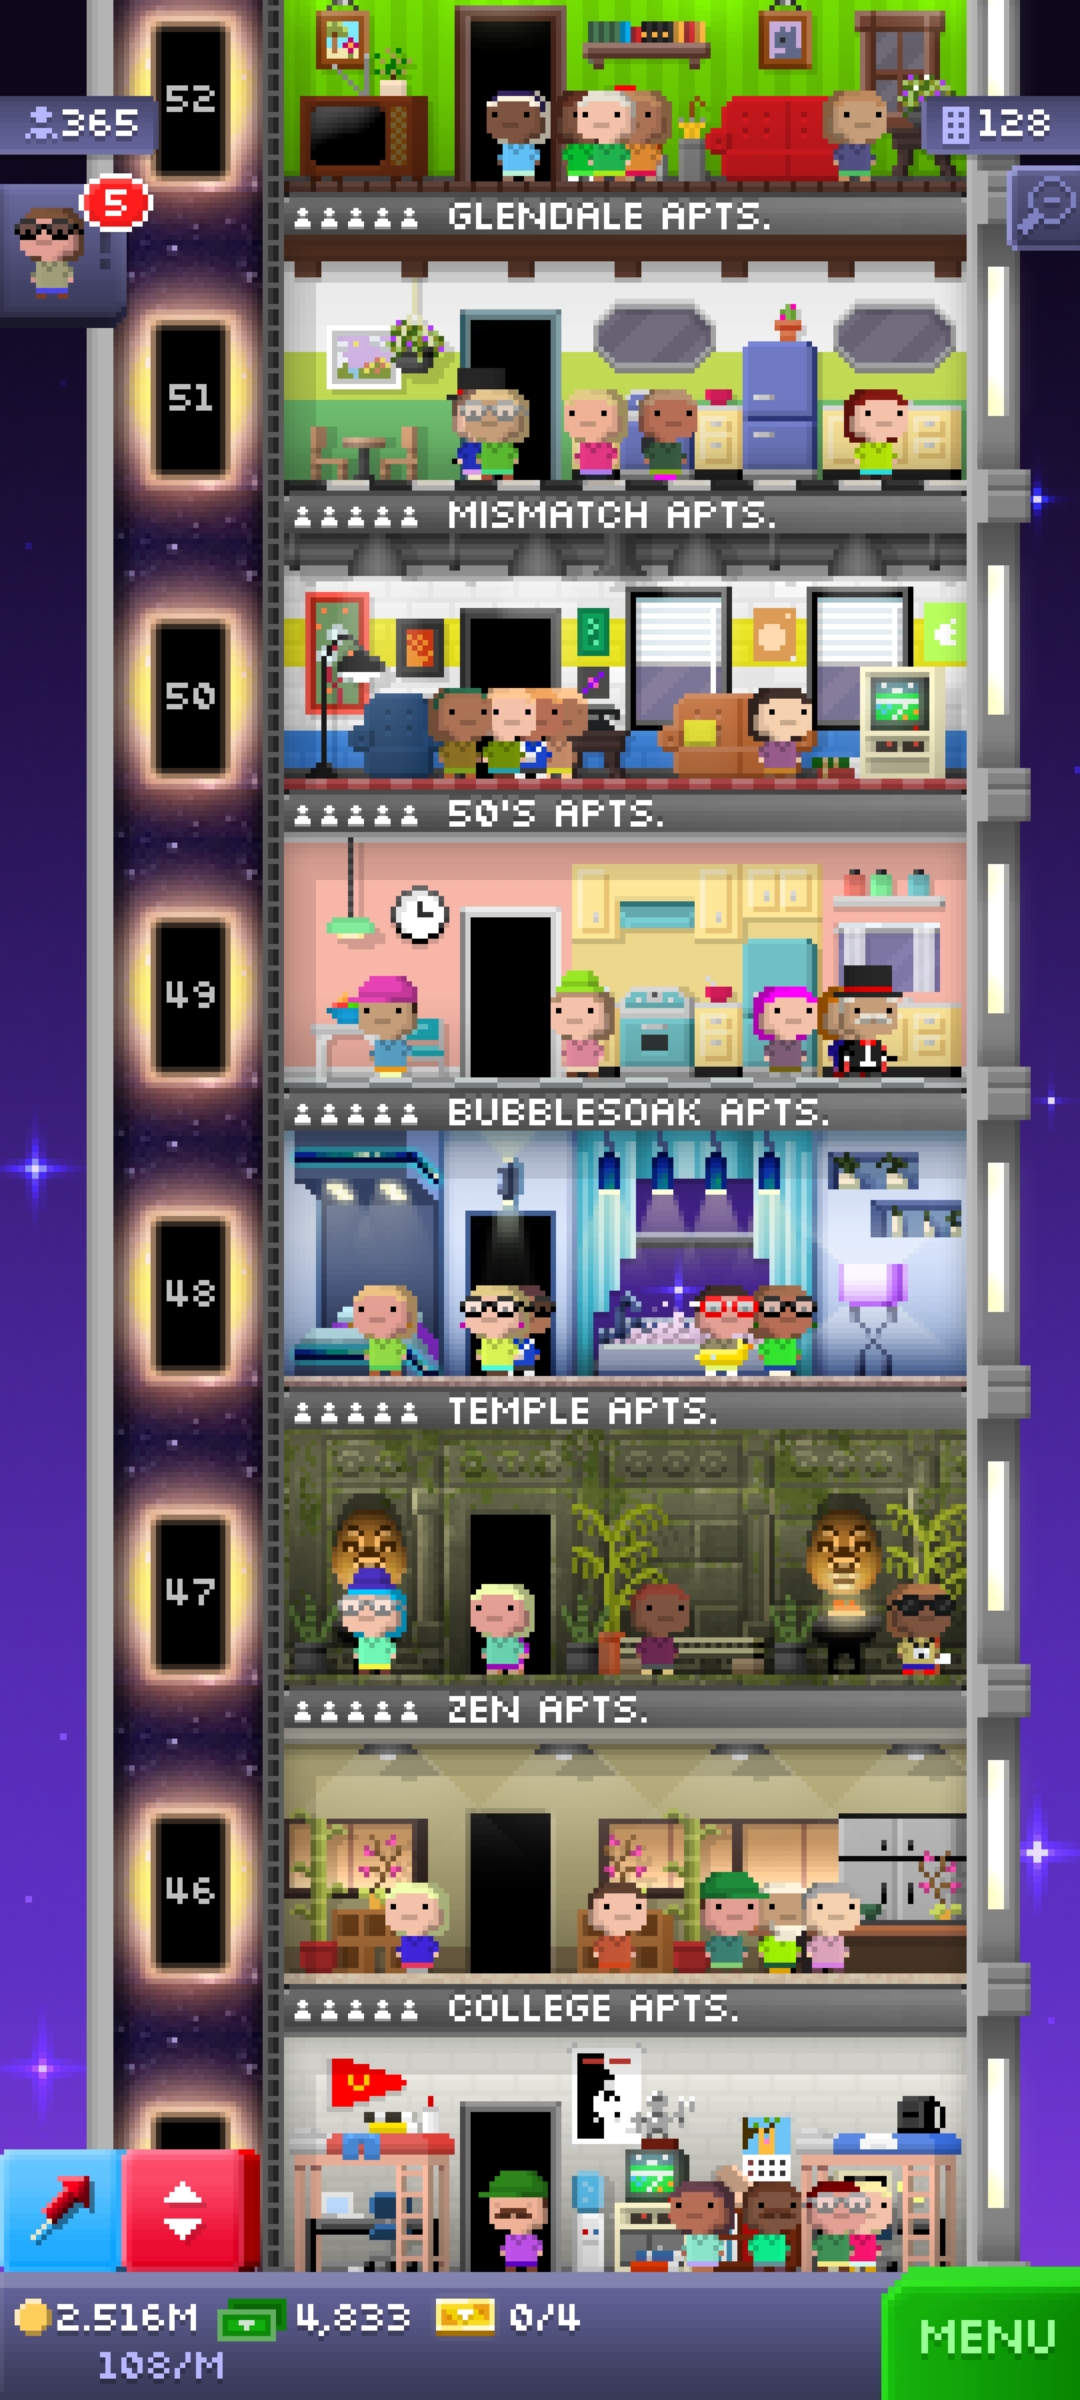 52
365
128
5
GLENDALE APTS.
51
MISMATCH APTS.
50
50'S APTS.
49
BUBBLESOAK APTS.
48
TEMPLE APTS.
47
ZEN APTS.
46
COLLEGE APTS.
2.516M
4,833
0/4
108/M
MENU